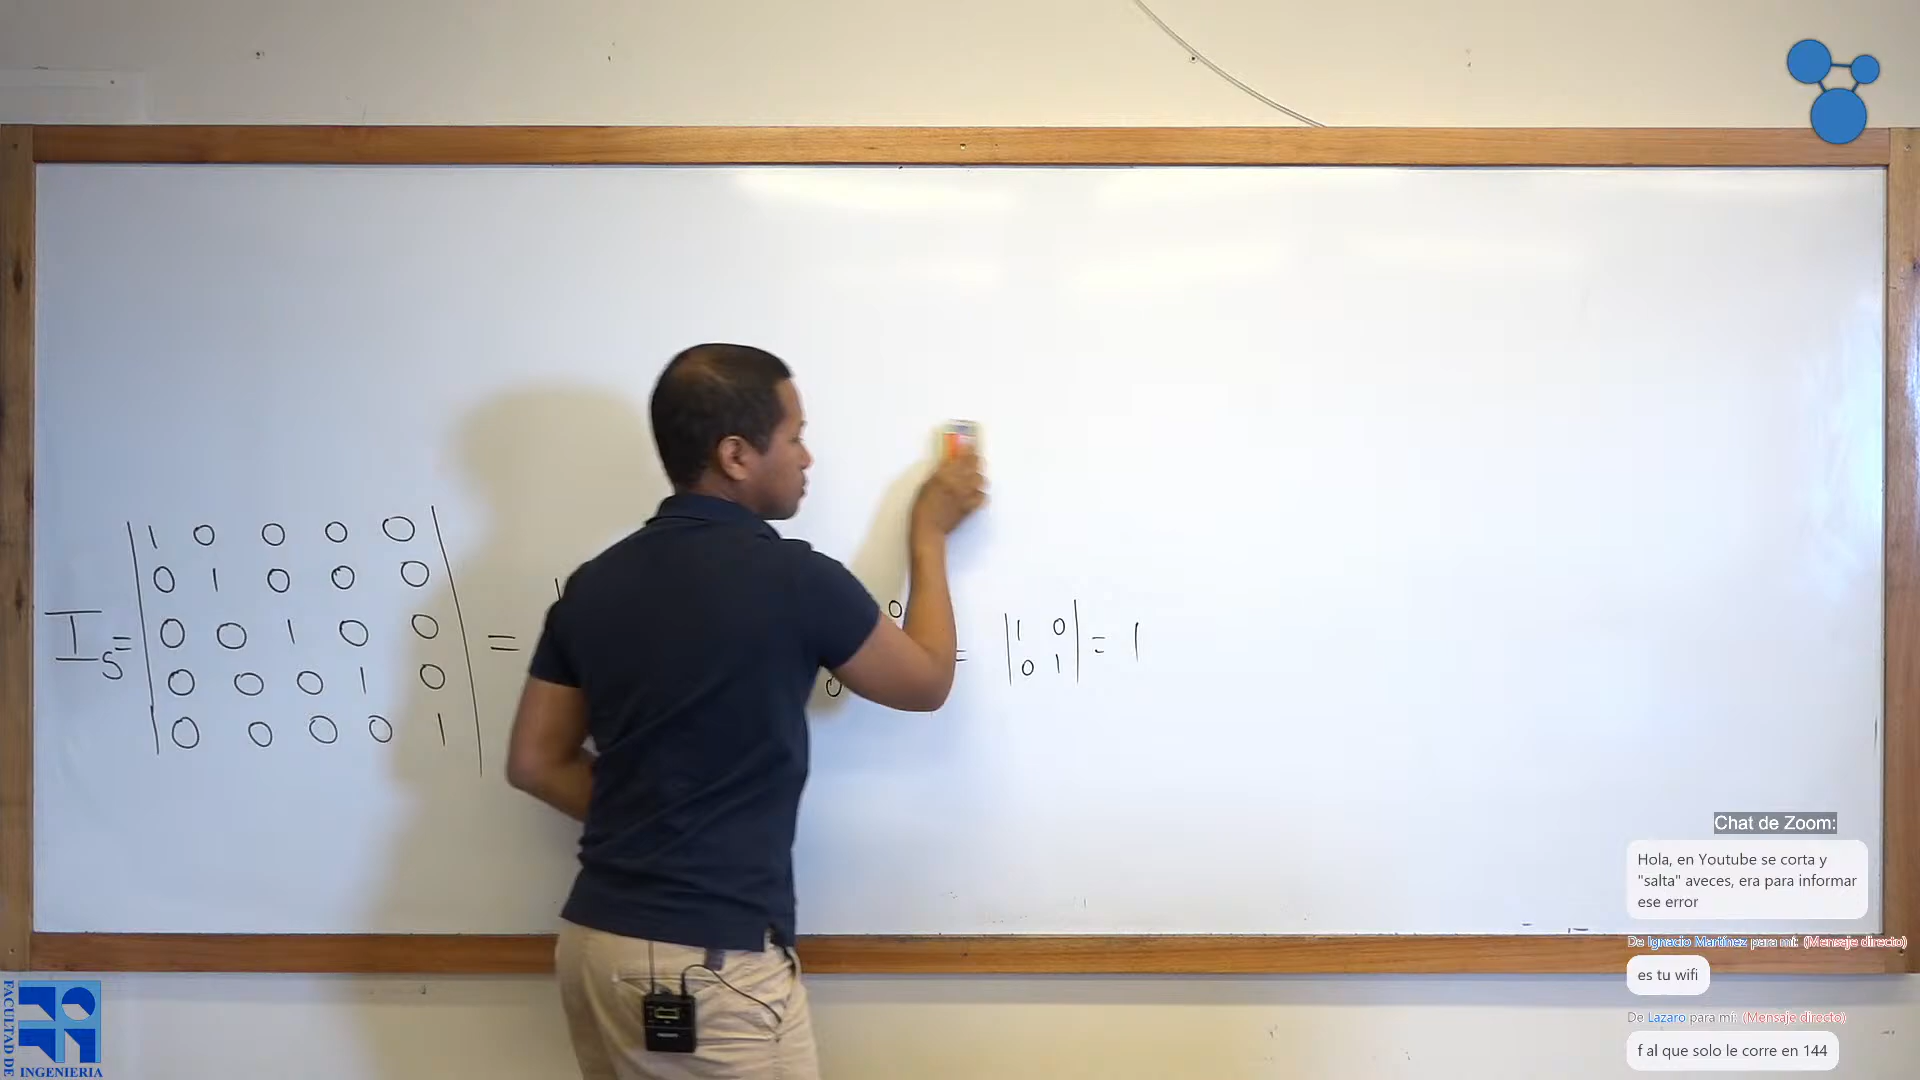 1 0 0 0 0
0 1 0 0 0
I5 = 0 0 1 0 0 =
0 0 0 1 0
0 0 0 0 1
0
0
= | 1 0 | = 1
| 0 1 |
Chat de Zoom:
Hola, en Youtube se corta y
"salta" aveces, era para informar
ese error
De Ignacio Martínez para mí: (Mensaje directo)
es tu wifi
De Lazaro para mí: (Mensaje directo)
f al que solo le corre en 144
FACULTAD DE
INGENIERIA